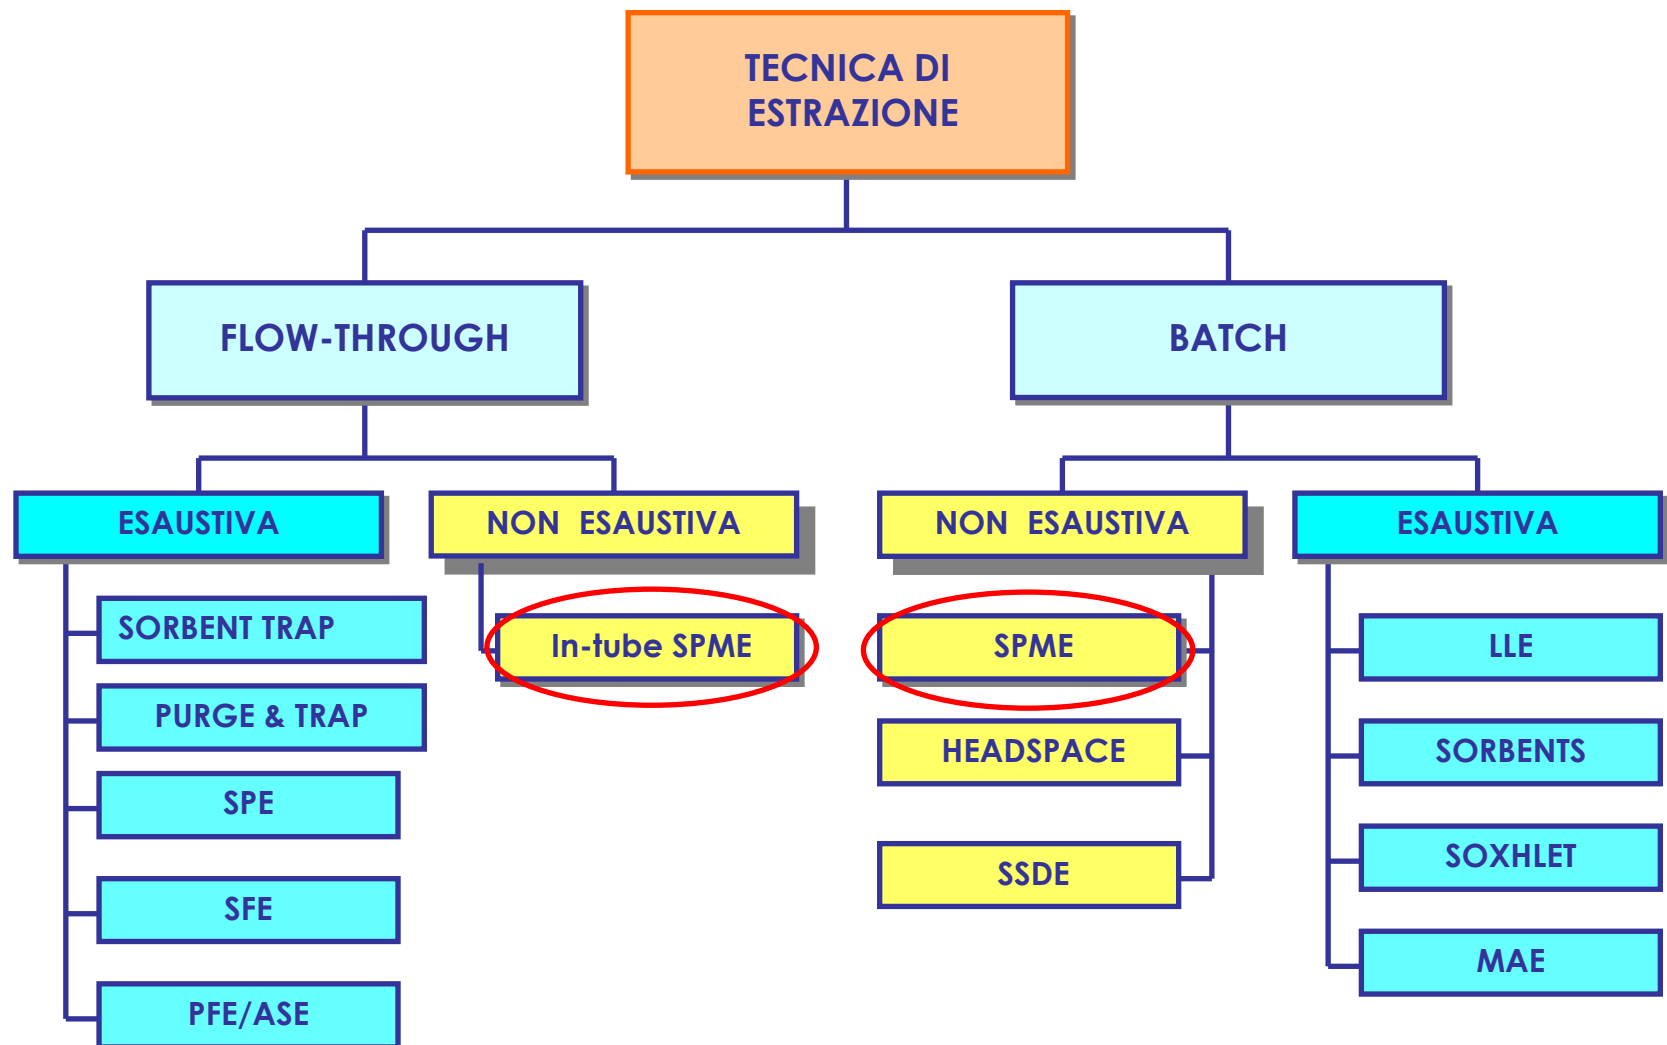 TECNICA DI
ESTRAZIONE
FLOW-THROUGH
BATCH
ESAUSTIVA
NON ESAUSTIVA
NON ESAUSTIVA
ESAUSTIVA
SORBENT TRAP
PURGE & TRAP
SPE
SFE
PFE/ASE
In-tube SPME
SPME
HEADSPACE
SSDE
LLE
SORBENTS
SOXHLET
MAE